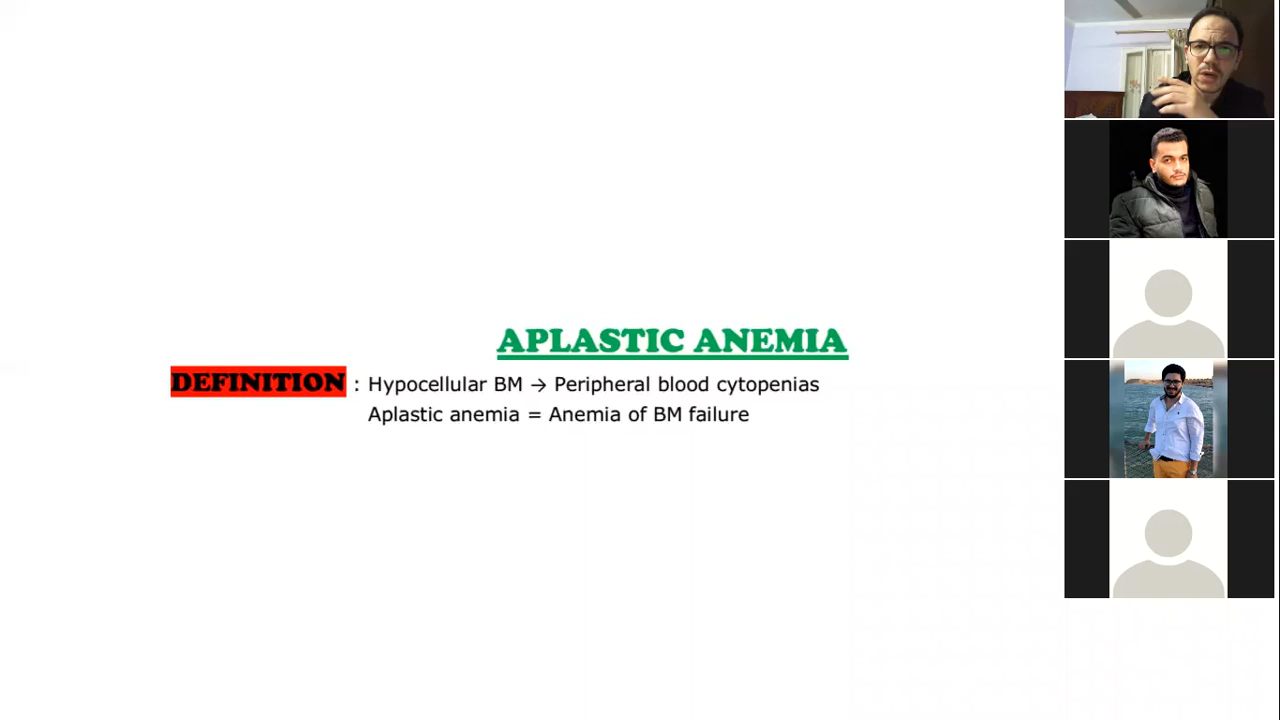 APLASTIC ANEMIA
DEFINITION : Hypocellular BM → Peripheral blood cytopenias
Aplastic anemia = Anemia of BM failure